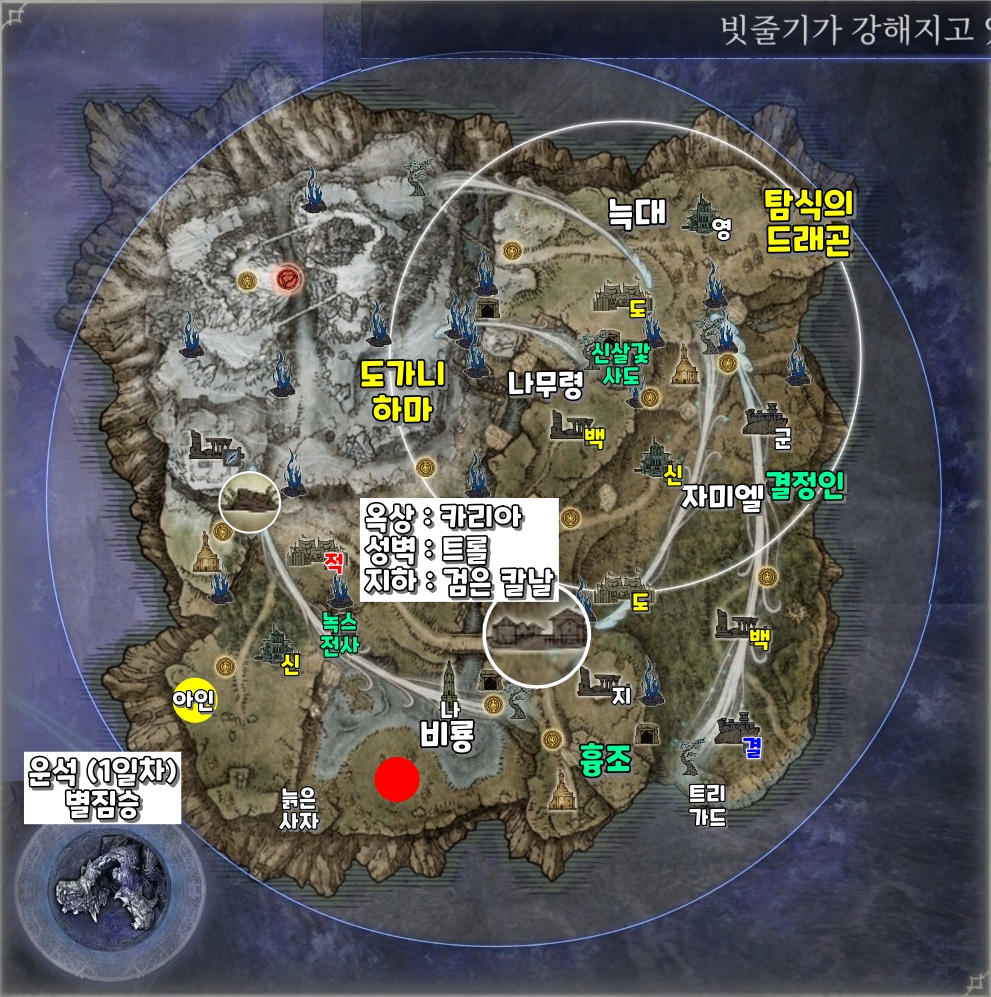 빗줄기가 강해지고
늑대
영
탐식의
드래곤
도
신살갗
사도
도가니
하마
나무령
백
군
신
자미엘
결정인
옥상 : 카리아
성벽 : 트롤
지하 : 검은 칼날
적
도
녹스
전사
백
신
아인
지
나
비룡
흉조
결
운석 (1일차)
별짐승
늙은
사자
트리
가드